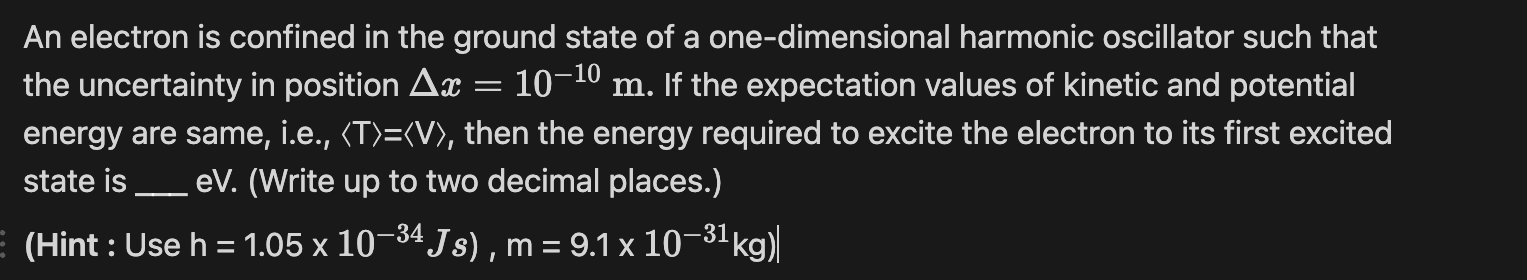 An electron is confined in the ground state of a one-dimensional harmonic oscillator such that
the uncertainty in position Δx = 10⁻¹⁰ m. If the expectation values of kinetic and potential
energy are same, i.e., ⟨T⟩=⟨V⟩, then the energy required to excite the electron to its first excited
state is ___ eV. (Write up to two decimal places.)
(Hint : Use h = 1.05 x 10⁻³⁴ Js) , m = 9.1 x 10⁻³¹kg)